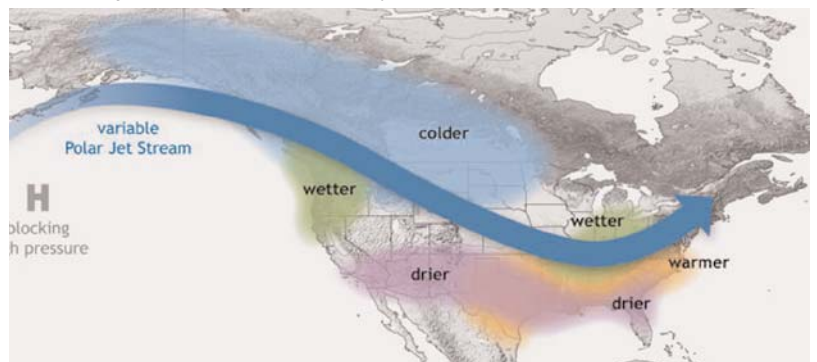 variable
Polar Jet Stream
colder
wetter
H
blocking
pressure
wetter
warmer
drier
drier